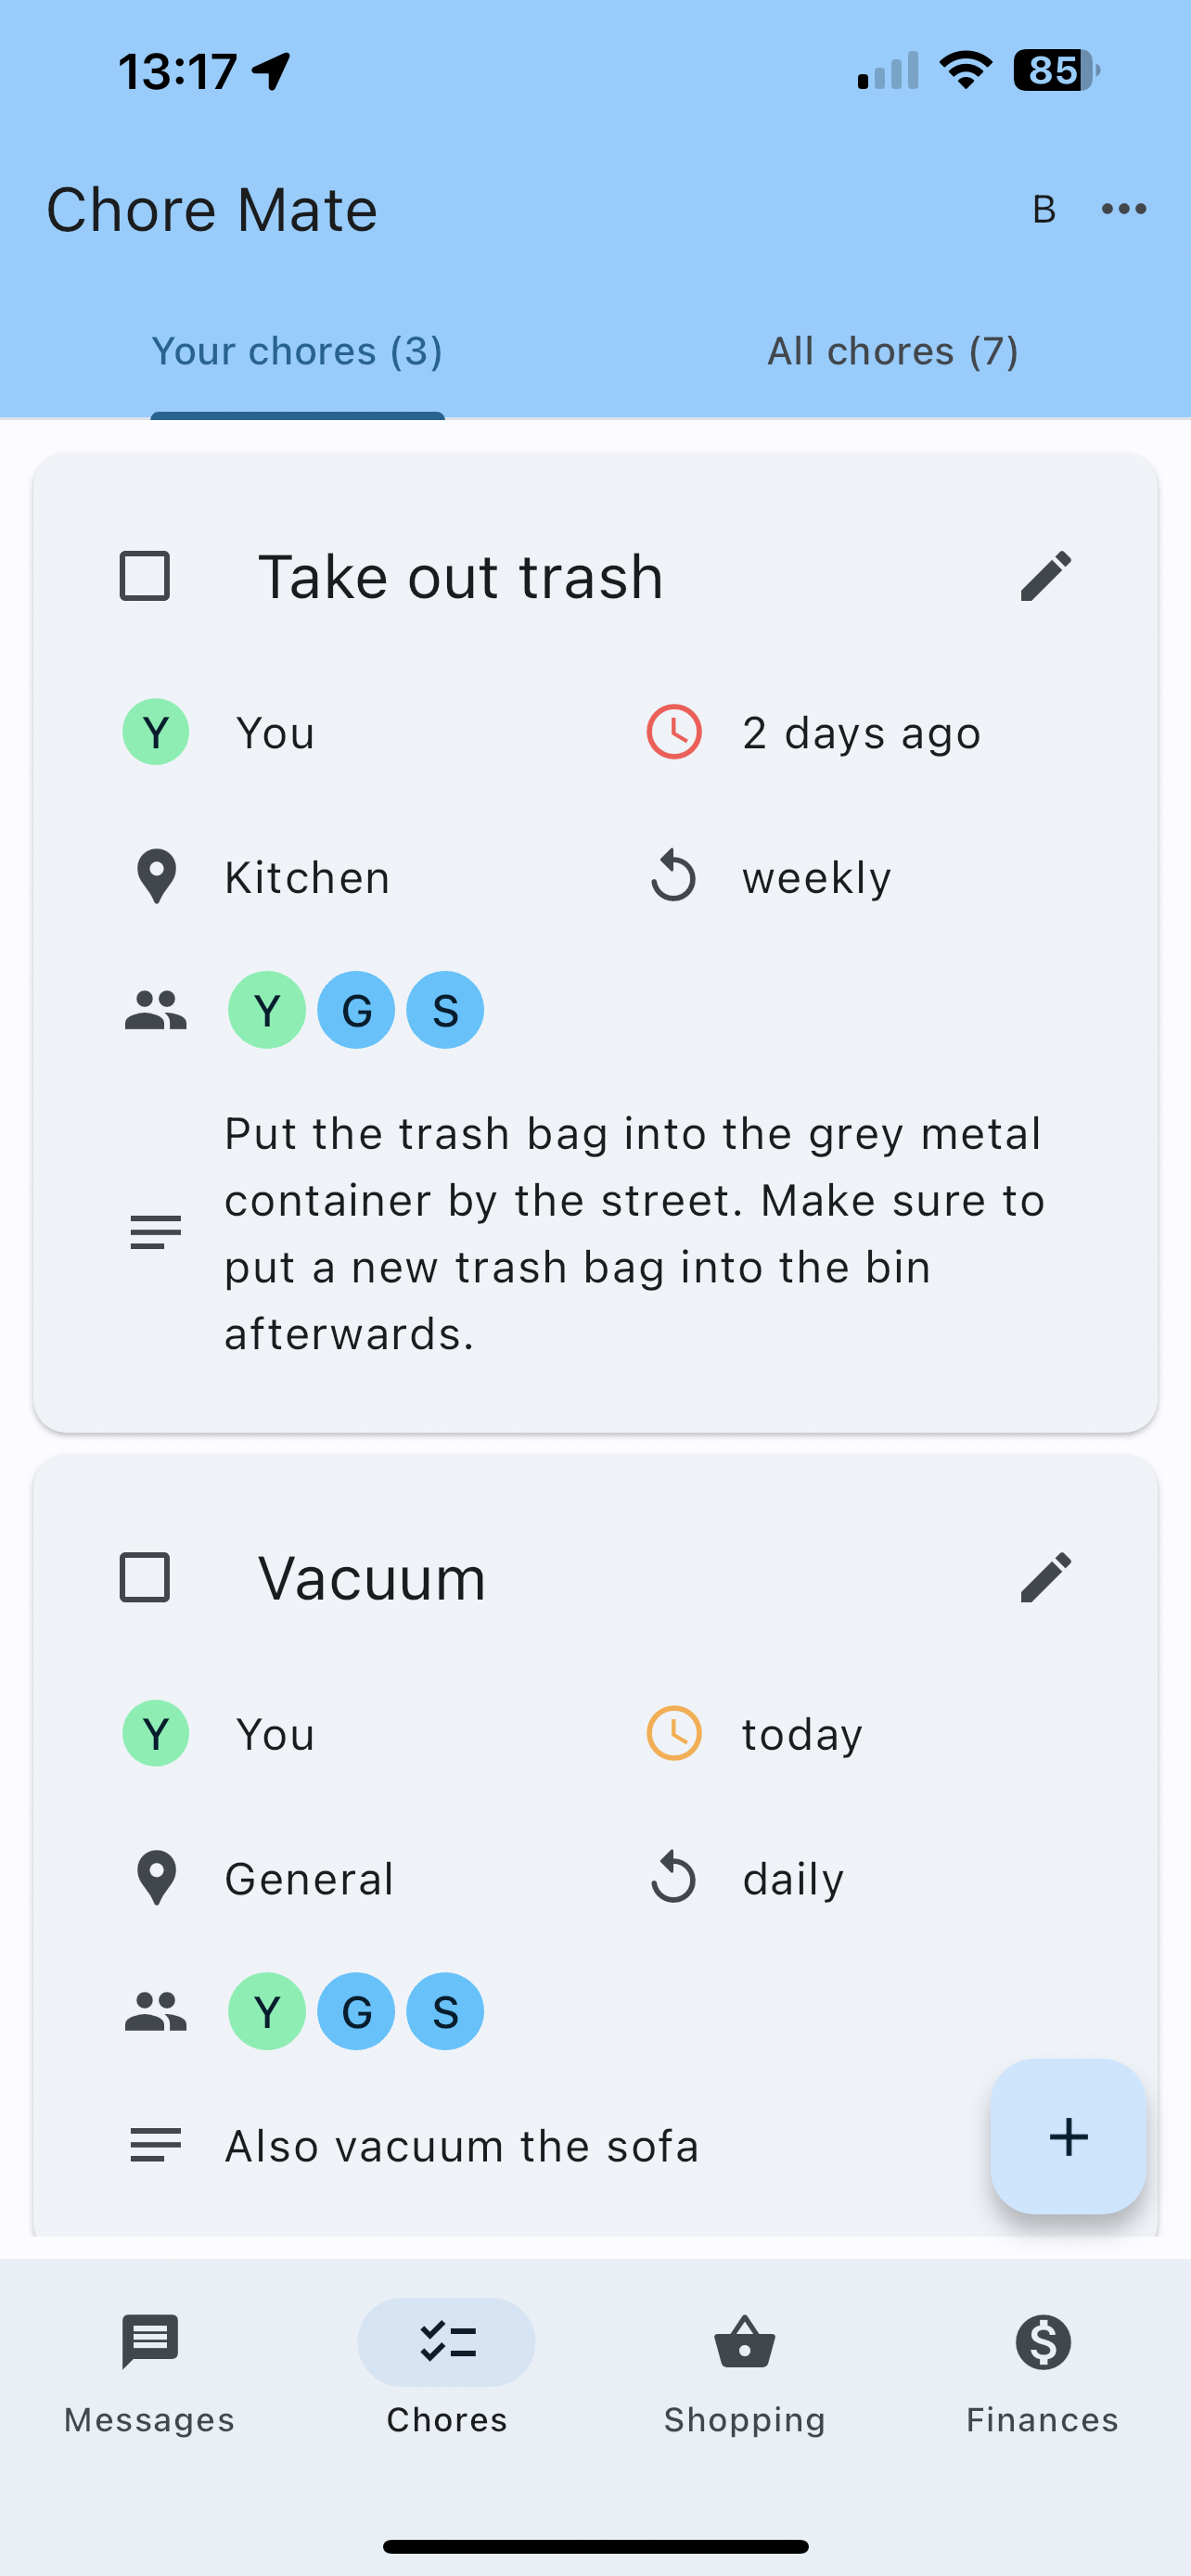 13:17
85
Chore Mate
B
Your chores (3)
All chores (7)
Take out trash
Y You
2 days ago
Kitchen
weekly
Y G S
Put the trash bag into the grey metal
container by the street. Make sure to
put a new trash bag into the bin
afterwards.
Vacuum
Y You
today
General
daily
Y G S
Also vacuum the sofa
Messages
Chores
Shopping
Finances